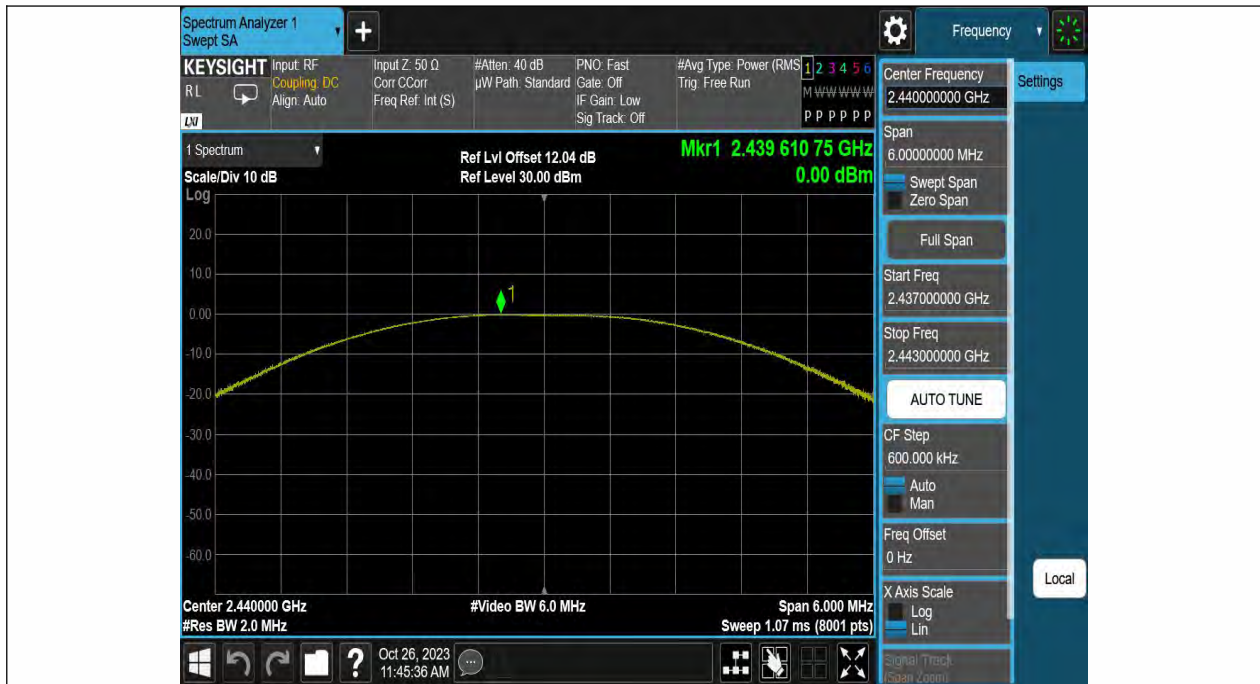 Spectrum Analyzer 1
Swept SA
+
Frequency
KEYSIGHT
RL
LXI
Input: RF
Coupling: DC
Align: Auto
Input Z: 50 Ω
Corr CCorr
Freq Ref: Int (S)
#Atten: 40 dB
µW Path: Standard
PNO: Fast
Gate: Off
IF Gain: Low
Sig Track: Off
#Avg Type: Power (RMS
Trig: Free Run
1 2 3 4 5 6
M W W W W W
P P P P P P
1 Spectrum
Scale/Div 10 dB
Ref Lvl Offset 12.04 dB
Ref Level 30.00 dBm
Mkr1 2.439 610 75 GHz
0.00 dBm
Log
20.0
10.0
0.00
-10.0
-20.0
-30.0
-40.0
-50.0
-60.0
1
Center 2.440000 GHz
#Res BW 2.0 MHz
#Video BW 6.0 MHz
Span 6.000 MHz
Sweep 1.07 ms (8001 pts)
?
Oct 26, 2023
11:45:36 AM
Center Frequency
2.440000000 GHz
Span
6.00000000 MHz
Swept Span
Zero Span
Full Span
Start Freq
2.437000000 GHz
Stop Freq
2.443000000 GHz
AUTO TUNE
CF Step
600.000 kHz
Auto
Man
Freq Offset
0 Hz
X Axis Scale
Log
Lin
Signal Track
(Span Zoom)
Settings
Local